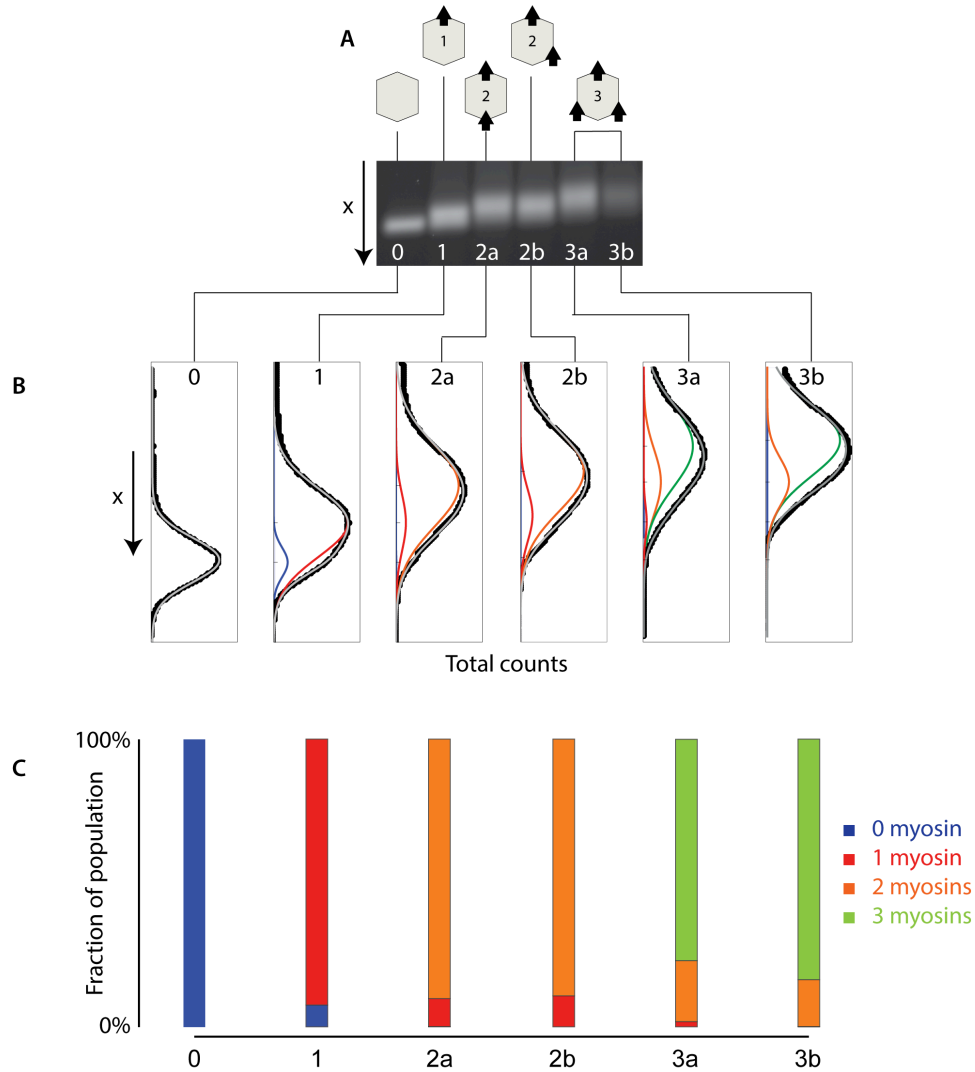 A
1
2
2
3
x
0 1 2a 2b 3a 3b
B
0 1 2a 2b 3a 3b
x
Total counts
C
100%
Fraction of population
0%
0 myosin
1 myosin
2 myosins
3 myosins
0 1 2a 2b 3a 3b